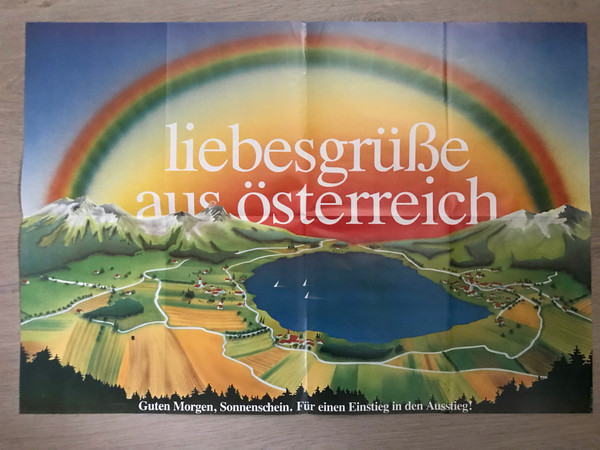 liebesgrüße
aus österreich
Guten Morgen, Sonnenschein. Für einen Einstieg in den Ausstieg!